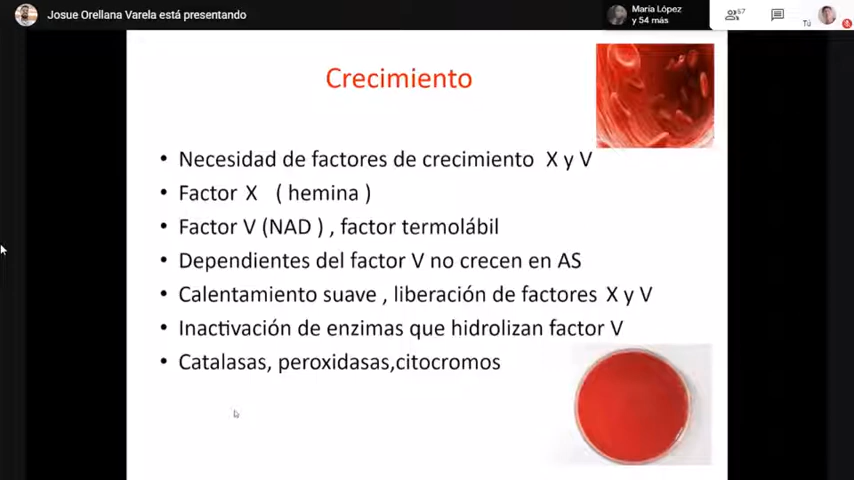 Josue Orellana Varela está presentando
María López
y 54 más
67
Tú
Crecimiento
• Necesidad de factores de crecimiento X y V
• Factor X ( hemina )
• Factor V (NAD ) , factor termolábil
• Dependientes del factor V no crecen en AS
• Calentamiento suave , liberación de factores X y V
• Inactivación de enzimas que hidrolizan factor V
• Catalasas, peroxidasas,citocromos